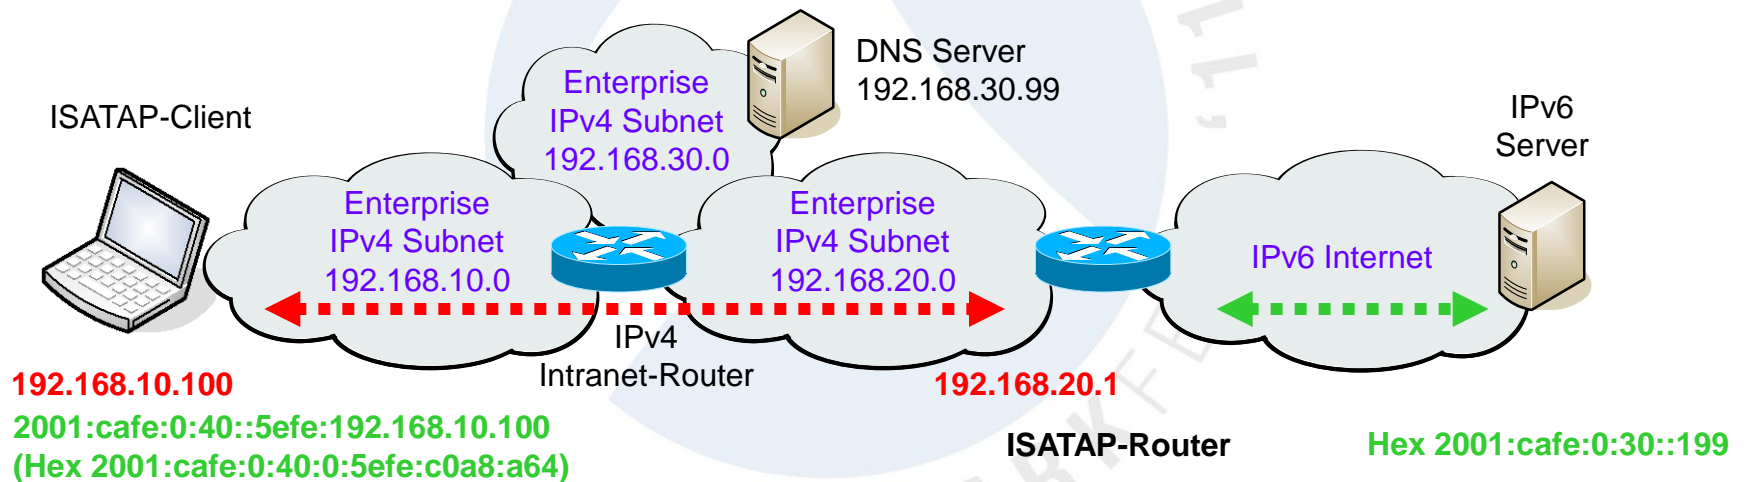 DNS Server
192.168.30.99
Enterprise
IPv4 Subnet
192.168.30.0
ISATAP-Client
IPv6
Server
Enterprise
IPv4 Subnet
192.168.10.0
Enterprise
IPv4 Subnet
192.168.20.0
IPv6 Internet
IPv4
Intranet-Router
192.168.10.100
192.168.20.1
2001:cafe:0:40::5efe:192.168.10.100
(Hex 2001:cafe:0:40:0:5efe:c0a8:a64)
ISATAP-Router
Hex 2001:cafe:0:30::199